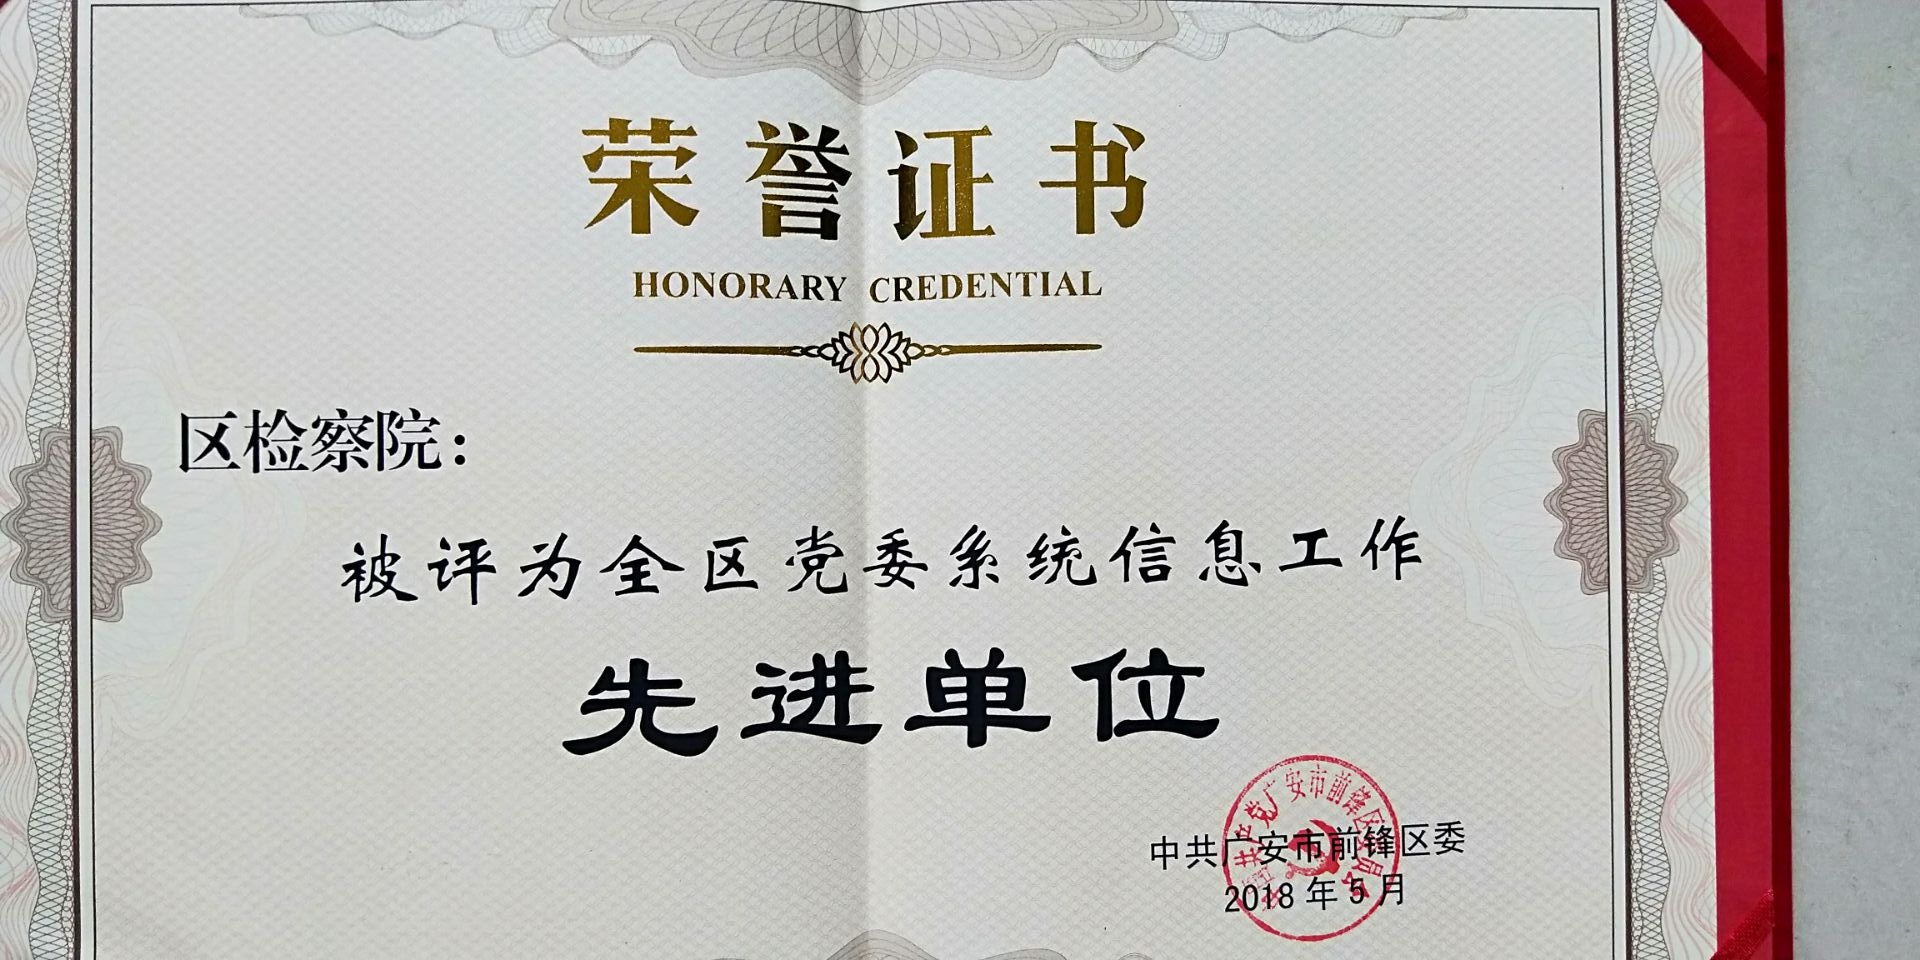 荣誉证书
HONORARY CREDENTIAL
区检察院：
被评为全区党委系统信息工作
先进单位
中共广安市前锋区委
2018年5月